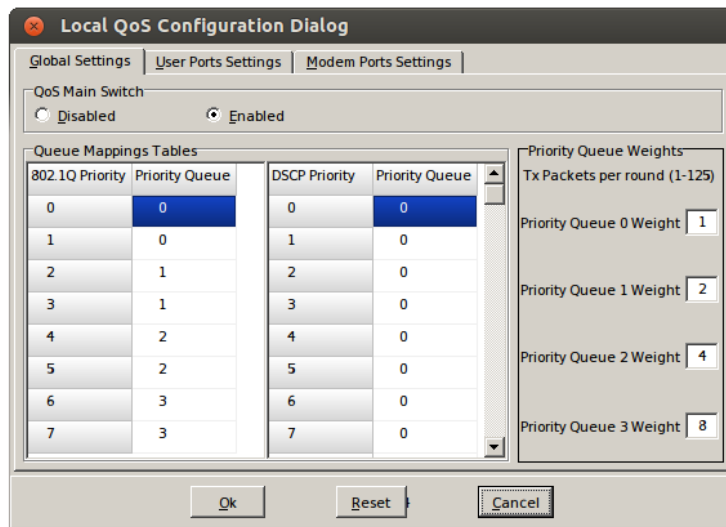 Local QoS Configuration Dialog
Global Settings User Ports Settings Modem Ports Settings
QoS Main Switch
Disabled Enabled
Queue Mappings Tables
802.1Q Priority Priority Queue
0 0
1 0
2 1
3 1
4 2
5 2
6 3
7 3
DSCP Priority Priority Queue
0 0
1 0
2 0
3 0
4 0
5 0
6 0
7 0
Priority Queue Weights
Tx Packets per round (1-125)
Priority Queue 0 Weight 1
Priority Queue 1 Weight 2
Priority Queue 2 Weight 4
Priority Queue 3 Weight 8
Ok Reset Cancel